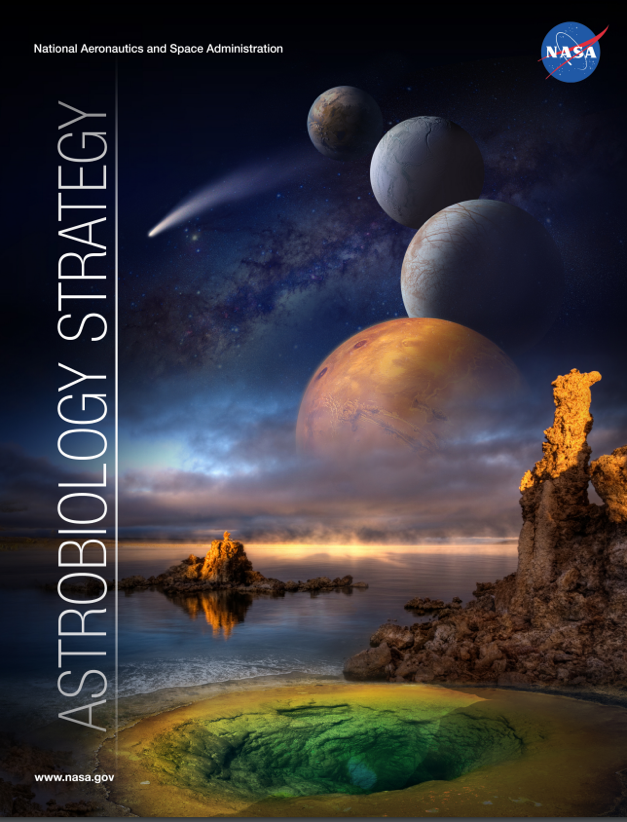 National Aeronautics and Space Administration
NASA
ASTROBIOLOGY STRATEGY
www.nasa.gov